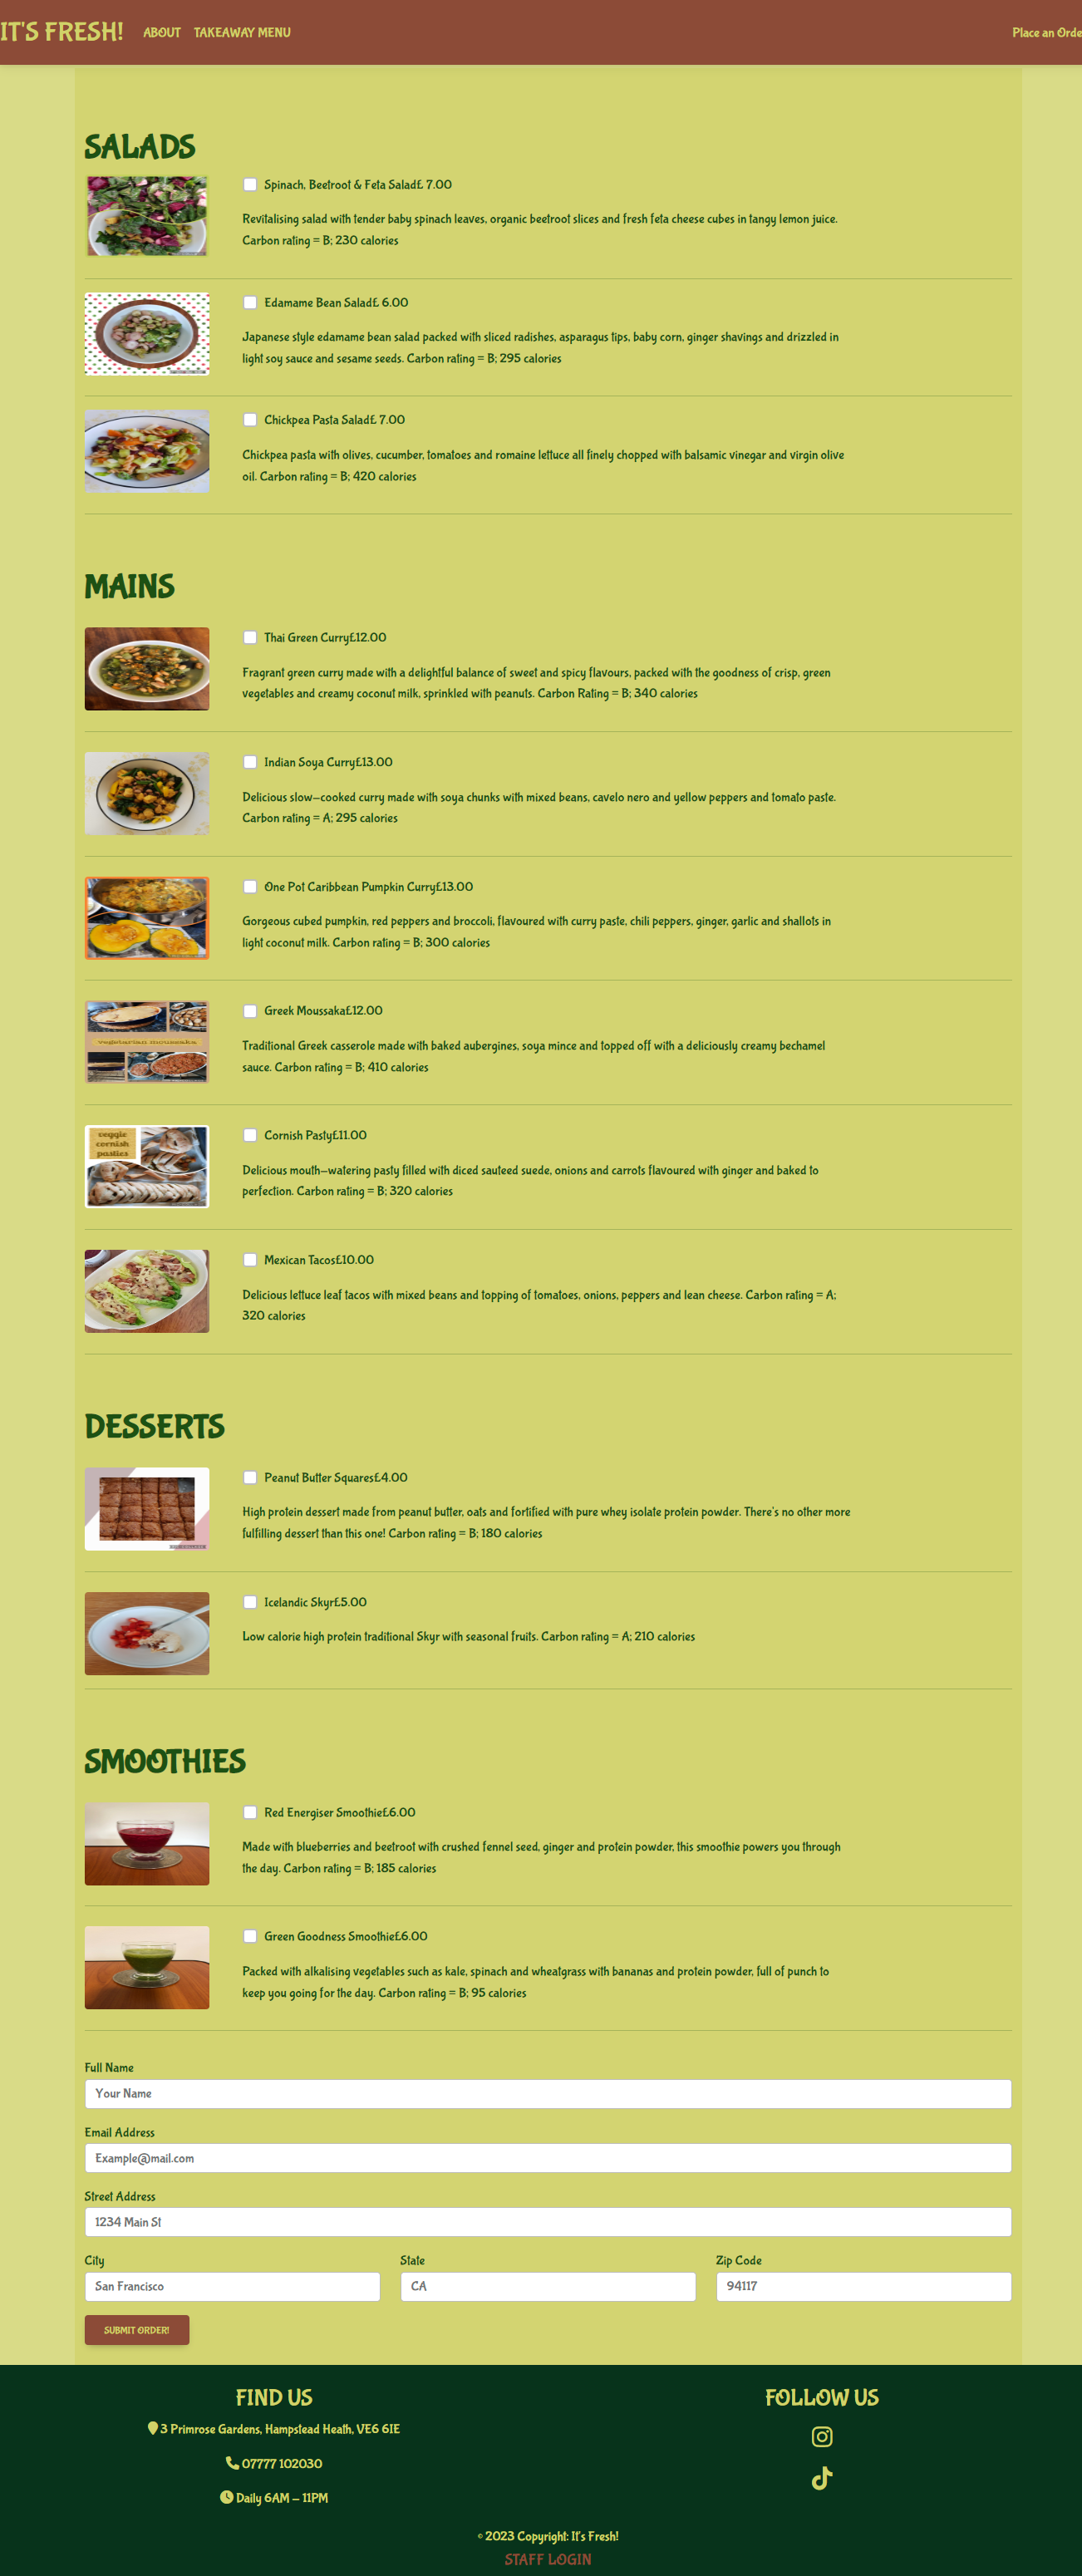 IT'S FRESH! ABOUT TAKEAWAY MENU Place an Orde
SALADS
Spinach, Beetroot & Feta Salad£ 7.00
Revitalising salad with tender baby spinach leaves, organic beetroot slices and fresh feta cheese cubes in tangy lemon juice.
Carbon rating = B; 230 calories
Edamame Bean Salad£ 6.00
Japanese style edamame bean salad packed with sliced radishes, asparagus tips, baby corn, ginger shavings and drizzled in
light soy sauce and sesame seeds. Carbon rating = B; 295 calories
Chickpea Pasta Salad£ 7.00
Chickpea pasta with olives, cucumber, tomatoes and romaine lettuce all finely chopped with balsamic vinegar and virgin olive
oil. Carbon rating = B; 420 calories
MAINS
Thai Green Curry£12.00
Fragrant green curry made with a delightful balance of sweet and spicy flavours, packed with the goodness of crisp, green
vegetables and creamy coconut milk, sprinkled with peanuts. Carbon Rating = B; 340 calories
Indian Soya Curry£13.00
Delicious slow-cooked curry made with soya chunks with mixed beans, cavelo nero and yellow peppers and tomato paste.
Carbon rating = A; 295 calories
One Pot Caribbean Pumpkin Curry£13.00
Gorgeous cubed pumpkin, red peppers and broccoli, flavoured with curry paste, chili peppers, ginger, garlic and shallots in
light coconut milk. Carbon rating = B; 300 calories
vegetarian moussaka
Greek Moussaka£12.00
Traditional Greek casserole made with baked aubergines, soya mince and topped off with a deliciously creamy bechamel
sauce. Carbon rating = B; 410 calories
veggie
cornish
pasties
Cornish Pasty£11.00
Delicious mouth-watering pasty filled with diced sauteed suede, onions and carrots flavoured with ginger and baked to
perfection. Carbon rating = B; 320 calories
Mexican Tacos£10.00
Delicious lettuce leaf tacos with mixed beans and topping of tomatoes, onions, peppers and lean cheese. Carbon rating = A;
320 calories
DESSERTS
Peanut Butter Squares£4.00
High protein dessert made from peanut butter, oats and fortified with pure whey isolate protein powder. There's no other more
fulfilling dessert than this one! Carbon rating = B; 180 calories
Icelandic Skyr£5.00
Low calorie high protein traditional Skyr with seasonal fruits. Carbon rating = A; 210 calories
SMOOTHIES
Red Energiser Smoothie£6.00
Made with blueberries and beetroot with crushed fennel seed, ginger and protein powder, this smoothie powers you through
the day. Carbon rating = B; 185 calories
Green Goodness Smoothie£6.00
Packed with alkalising vegetables such as kale, spinach and wheatgrass with bananas and protein powder, full of punch to
keep you going for the day. Carbon rating = B; 95 calories
Full Name
Your Name
Email Address
Example@mail.com
Street Address
1234 Main St
City State Zip Code
San Francisco CA 94117
SUBMIT ORDER!
FIND US
3 Primrose Gardens, Hampstead Heath, VE6 6IE
07777 102030
Daily 6AM - 11PM
FOLLOW US
© 2023 Copyright: It's Fresh!
STAFF LOGIN